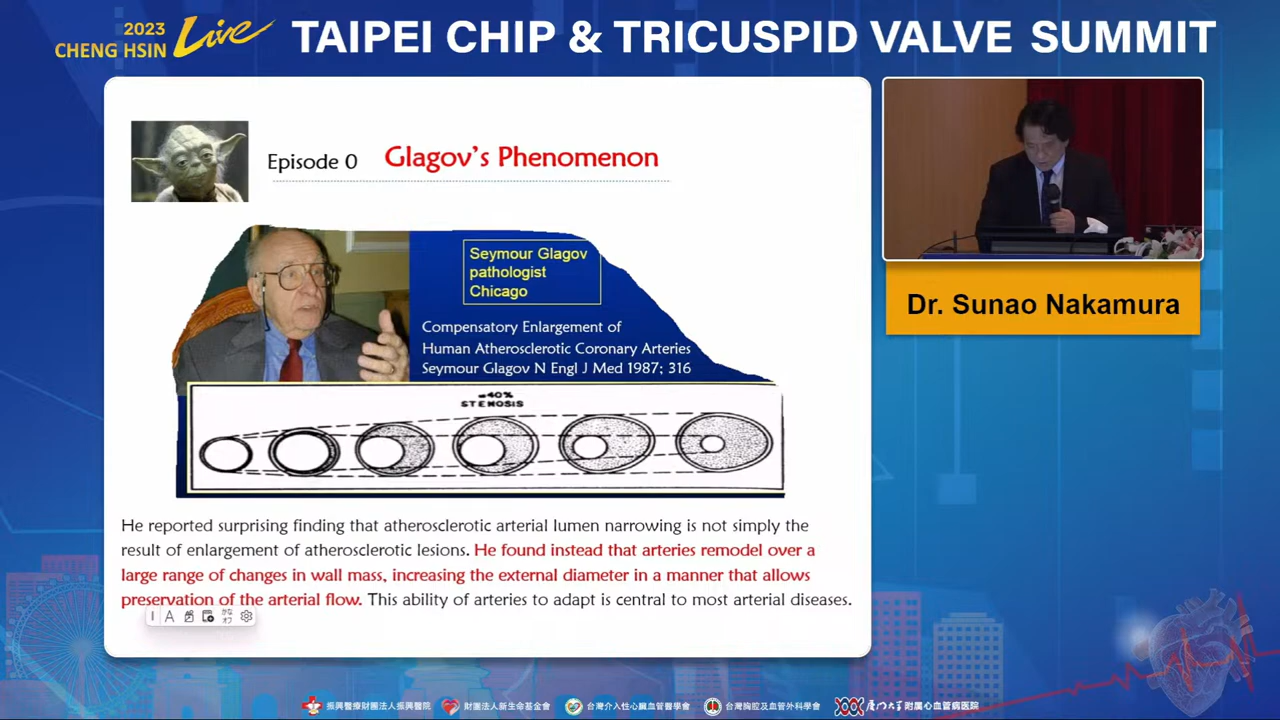 2023
CHENG HSIN Live
TAIPEI CHIP & TRICUSPID VALVE SUMMIT
Episode 0 Glagov's Phenomenon
Seymour Glagov
pathologist
Chicago
Compensatory Enlargement of
Human Atherosclerotic Coronary Arteries
Seymour Glagov N Engl J Med 1987; 316
≃40%
STENOSIS
He reported surprising finding that atherosclerotic arterial lumen narrowing is not simply the
result of enlargement of atherosclerotic lesions. He found instead that arteries remodel over a
large range of changes in wall mass, increasing the external diameter in a manner that allows
preservation of the arterial flow. This ability of arteries to adapt is central to most arterial diseases.
Dr. Sunao Nakamura
振興醫療財團法人振興醫院
財團法人新生命基金會
台灣介入性心臟血管醫學會
台灣胸腔及血管外科學會
廈门大学附属心血管病医院